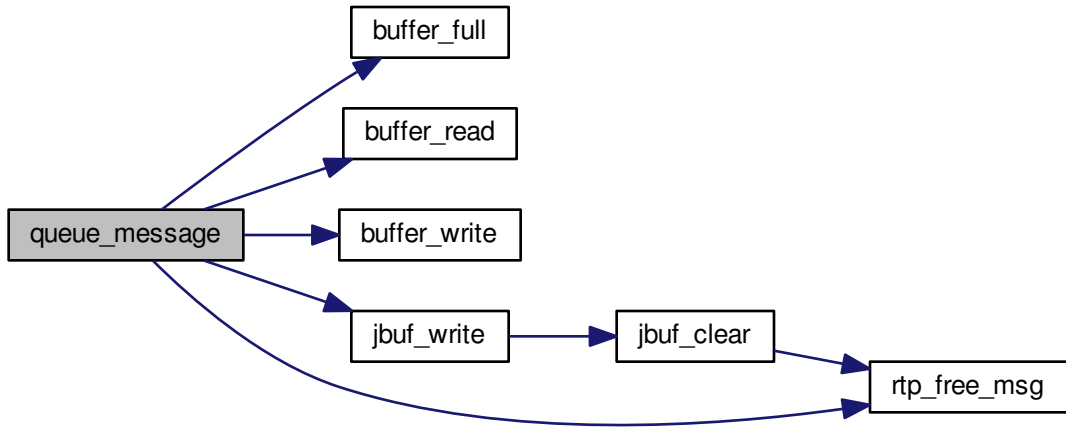 buffer_full
buffer_read
queue_message
buffer_write
jbuf_write
jbuf_clear
rtp_free_msg